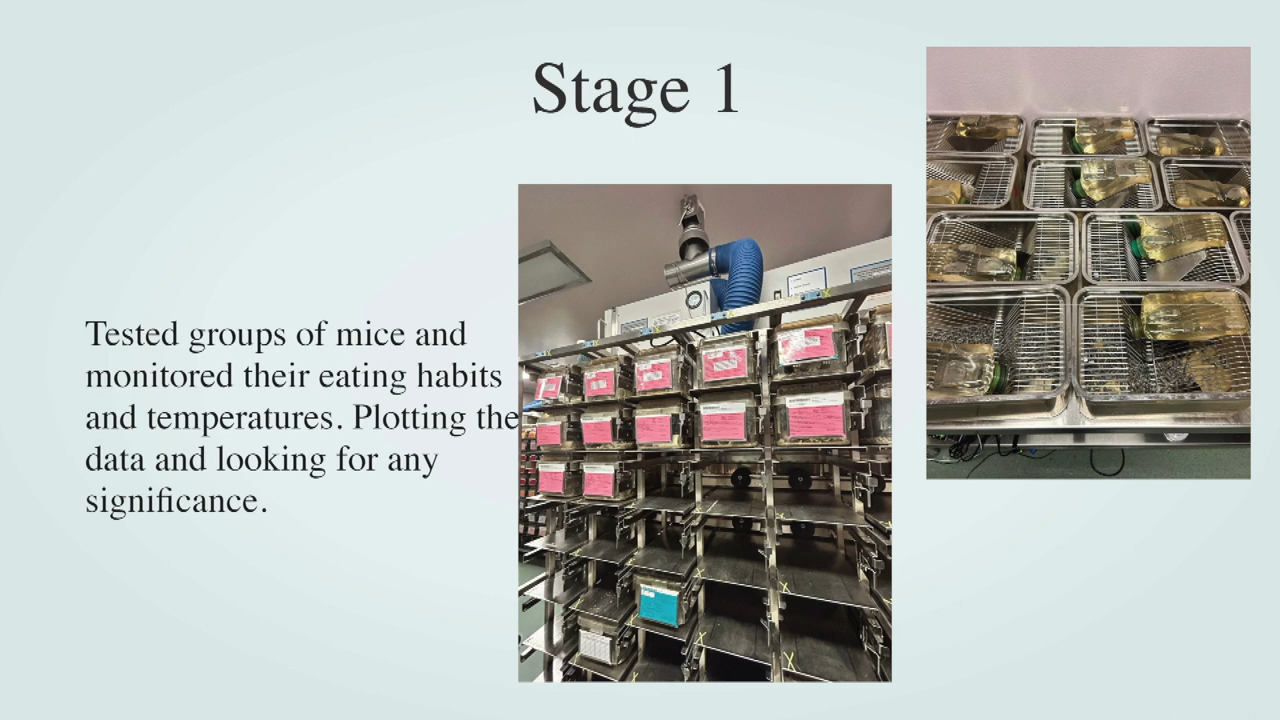 Stage 1
Tested groups of mice and
monitored their eating habits
and temperatures. Plotting the
data and looking for any
significance.